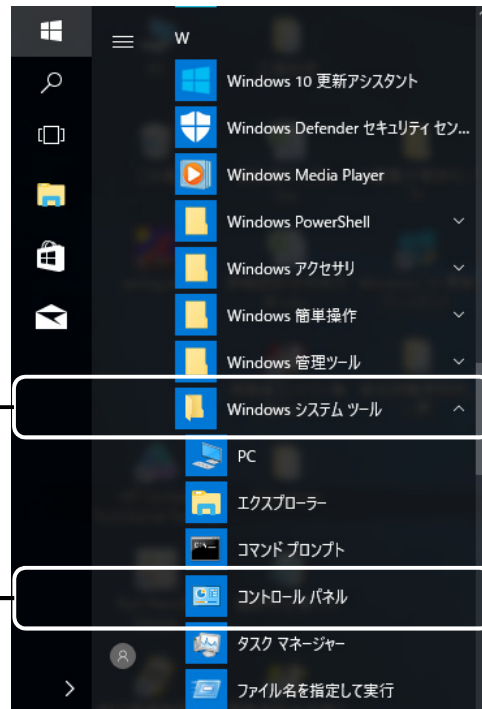 W
Windows 10 更新アシスタント
Windows Defender セキュリティ セン...
Windows Media Player
Windows PowerShell
Windows アクセサリ
Windows 簡単操作
Windows 管理ツール
Windows システム ツール
PC
エクスプローラー
コマンド プロンプト
コントロール パネル
タスク マネージャー
ファイル名を指定して実行